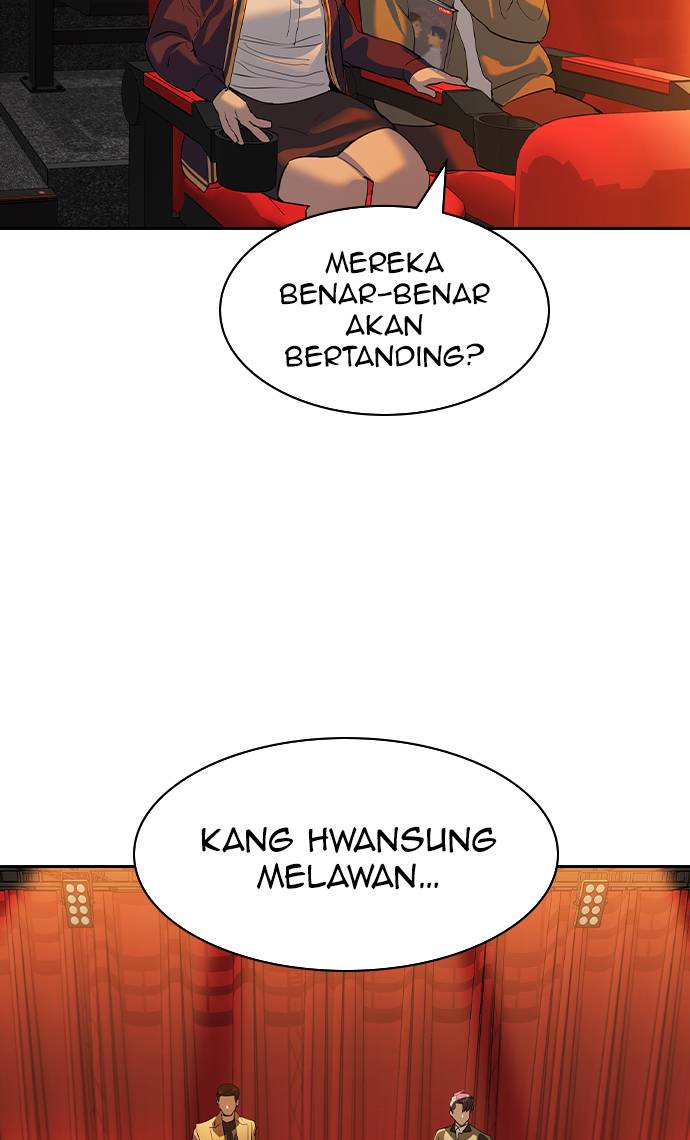 MEREKA
BENAR-BENAR
AKAN
BERTANDING?
KANG HWANSUNG
MELAWAN...